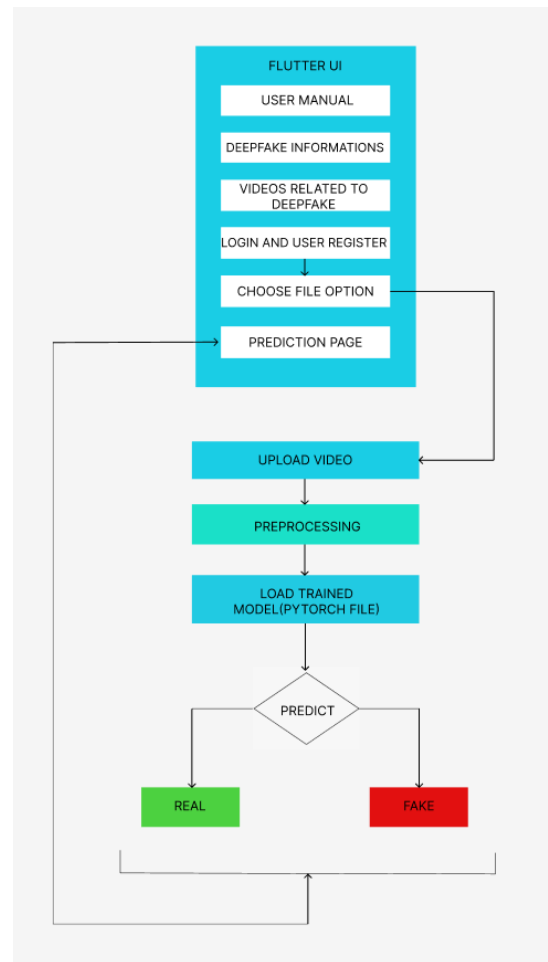 FLUTTER UI
USER MANUAL
DEEPFAKE INFORMATIONS
VIDEOS RELATED TO
DEEPFAKE
LOGIN AND USER REGISTER
CHOOSE FILE OPTION
PREDICTION PAGE
UPLOAD VIDEO
PREPROCESSING
LOAD TRAINED
MODEL(PYTORCH FILE)
PREDICT
REAL
FAKE